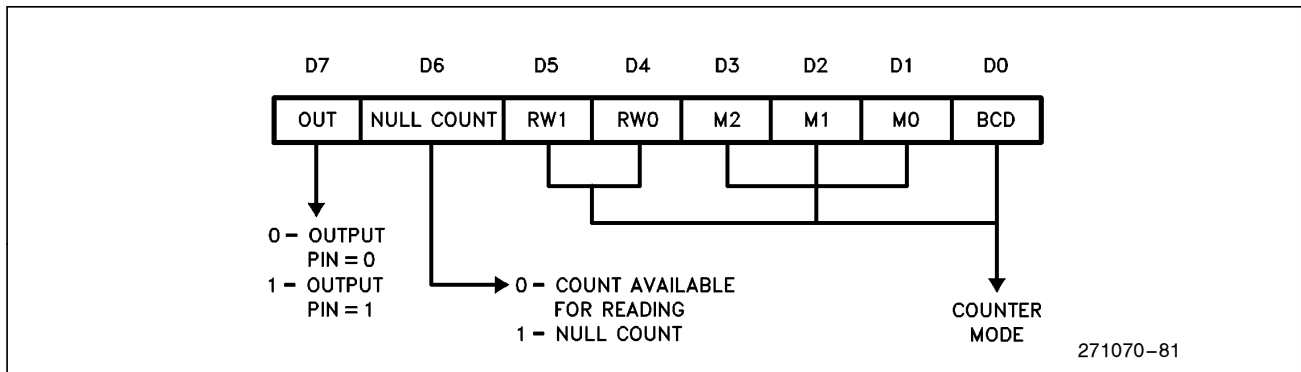 D7 D6 D5 D4 D3 D2 D1 D0
OUT NULL COUNT RW1 RW0 M2 M1 M0 BCD
0 – OUTPUT
PIN = 0
1 – OUTPUT
PIN = 1
0 – COUNT AVAILABLE
FOR READING
1 – NULL COUNT
COUNTER
MODE
271070–81